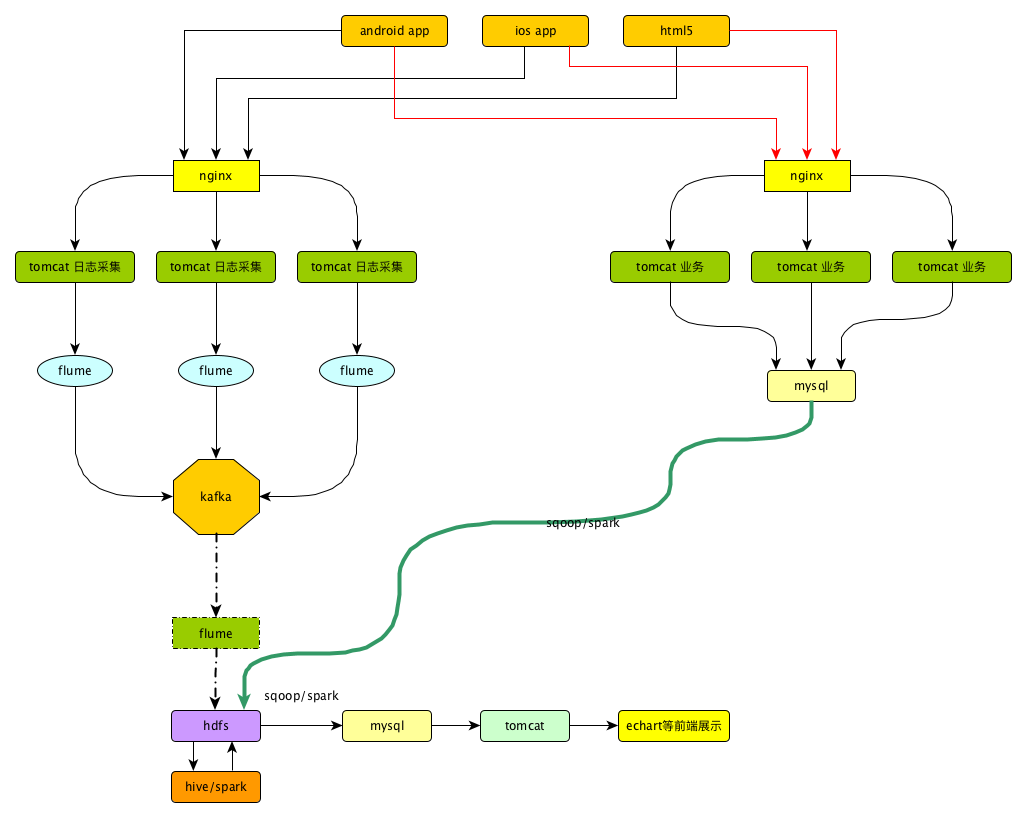 android app
ios app
html5
nginx
nginx
tomcat 日志采集
tomcat 日志采集
tomcat 日志采集
tomcat 业务
tomcat 业务
tomcat 业务
flume
flume
flume
mysql
kafka
sqoop/spark
flume
sqoop/spark
hdfs
mysql
tomcat
echart等前端展示
hive/spark